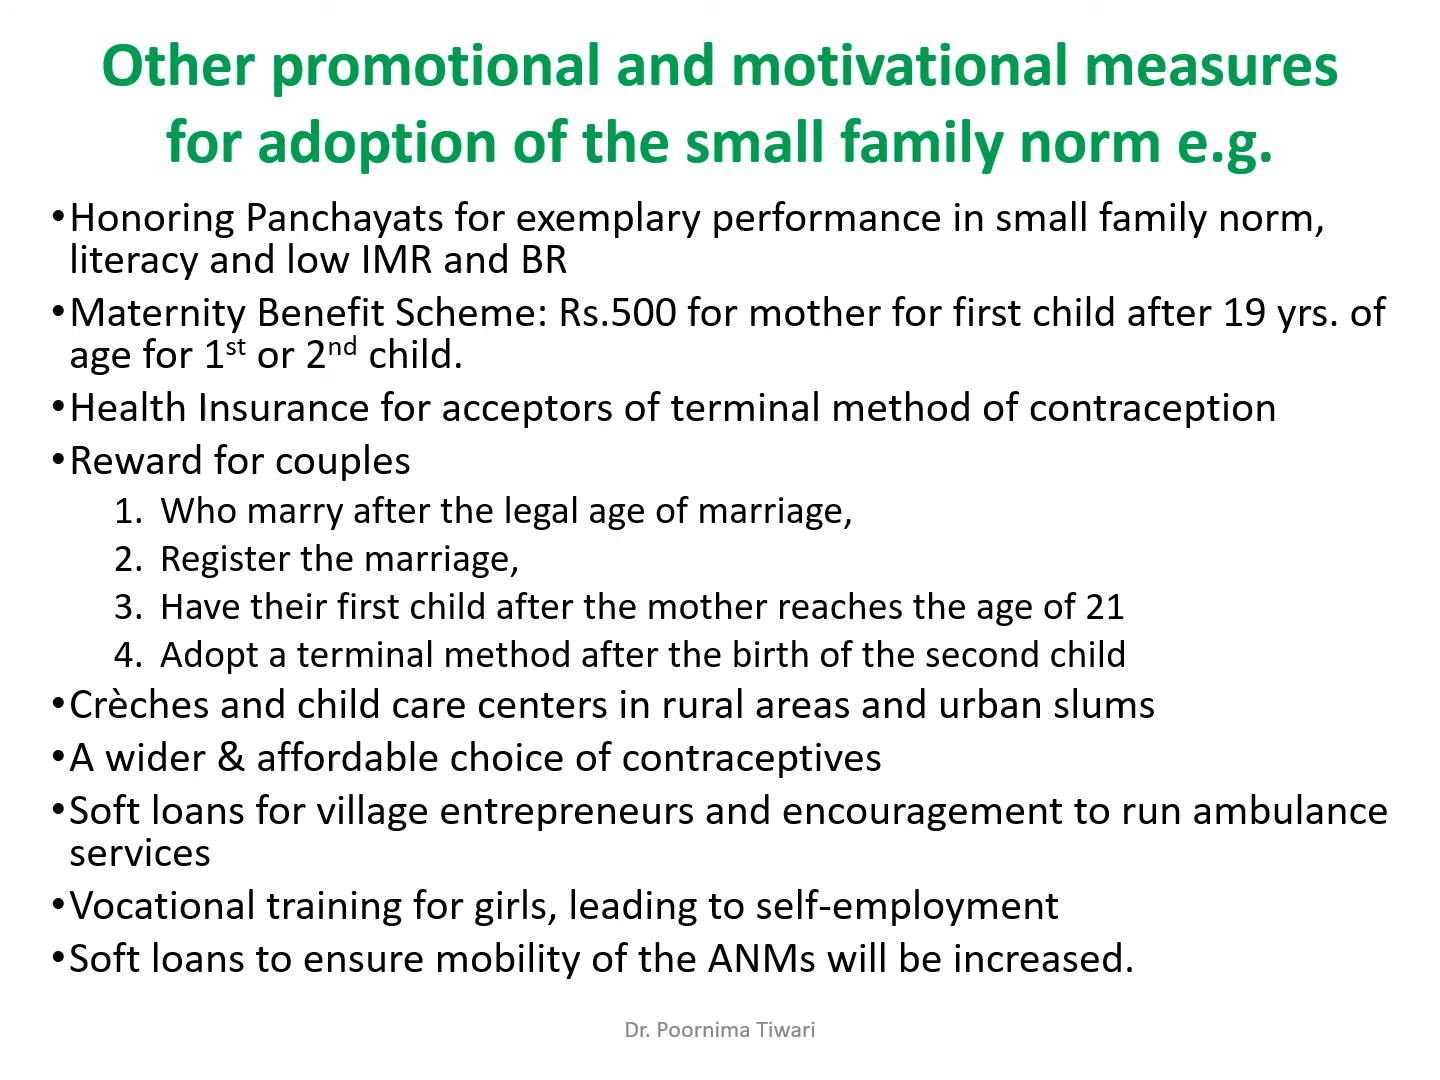 Other promotional and motivational measures
for adoption of the small family norm e.g.
•Honoring Panchayats for exemplary performance in small family norm,
literacy and low IMR and BR
•Maternity Benefit Scheme: Rs.500 for mother for first child after 19 yrs. of
age for 1st or 2nd child.
•Health Insurance for acceptors of terminal method of contraception
•Reward for couples
1. Who marry after the legal age of marriage,
2. Register the marriage,
3. Have their first child after the mother reaches the age of 21
4. Adopt a terminal method after the birth of the second child
•Crèches and child care centers in rural areas and urban slums
•A wider & affordable choice of contraceptives
•Soft loans for village entrepreneurs and encouragement to run ambulance
services
•Vocational training for girls, leading to self-employment
•Soft loans to ensure mobility of the ANMs will be increased.
Dr. Poornima Tiwari